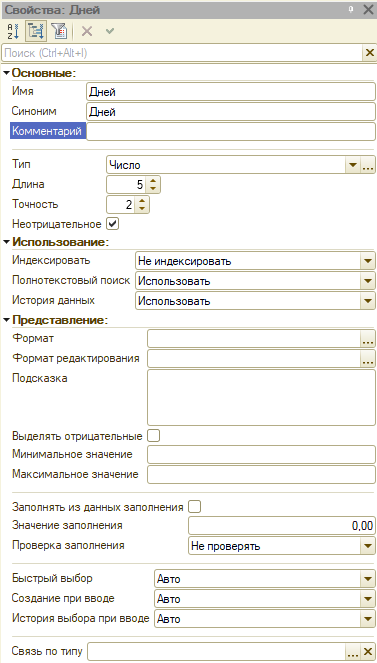 Свойства: Дней
Поиск (Ctrl+Alt+I)
Основные:
Имя Дней
Синоним Дней
Комментарий
Тип Число
Длина 5
Точность 2
Неотрицательное
Использование:
Индексировать Не индексировать
Полнотекстовый поиск Использовать
История данных Использовать
Представление:
Формат
Формат редактирования
Подсказка
Выделять отрицательные
Минимальное значение
Максимальное значение
Заполнять из данных заполнения
Значение заполнения 0,00
Проверка заполнения Не проверять
Быстрый выбор Авто
Создание при вводе Авто
История выбора при вводе Авто
Связь по типу